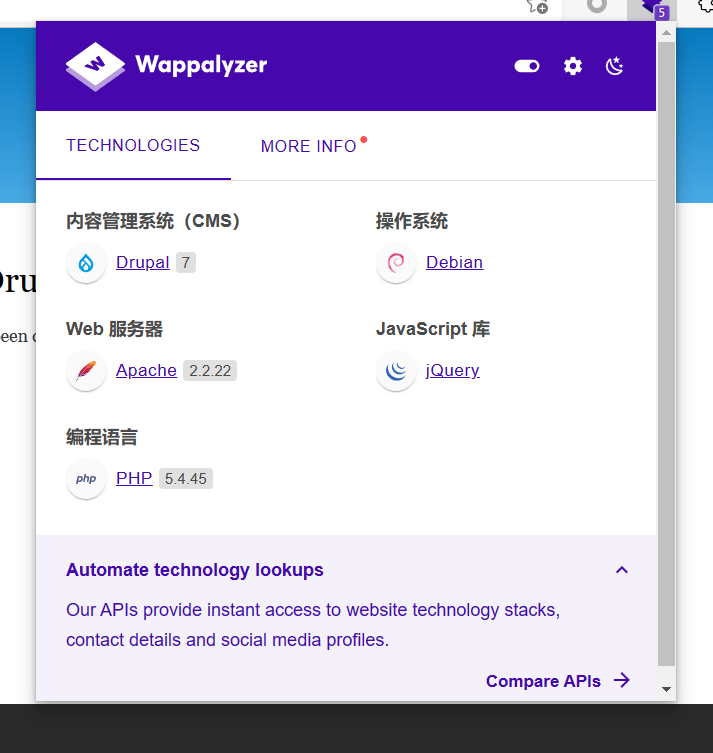 5
Wappalyzer
TECHNOLOGIES
MORE INFO
内容管理系统（CMS）
操作系统
Drupal 7
Debian
Web 服务器
JavaScript 库
Apache 2.2.22
jQuery
编程语言
php PHP 5.4.45
Automate technology lookups
Our APIs provide instant access to website technology stacks,
contact details and social media profiles.
Compare APIs